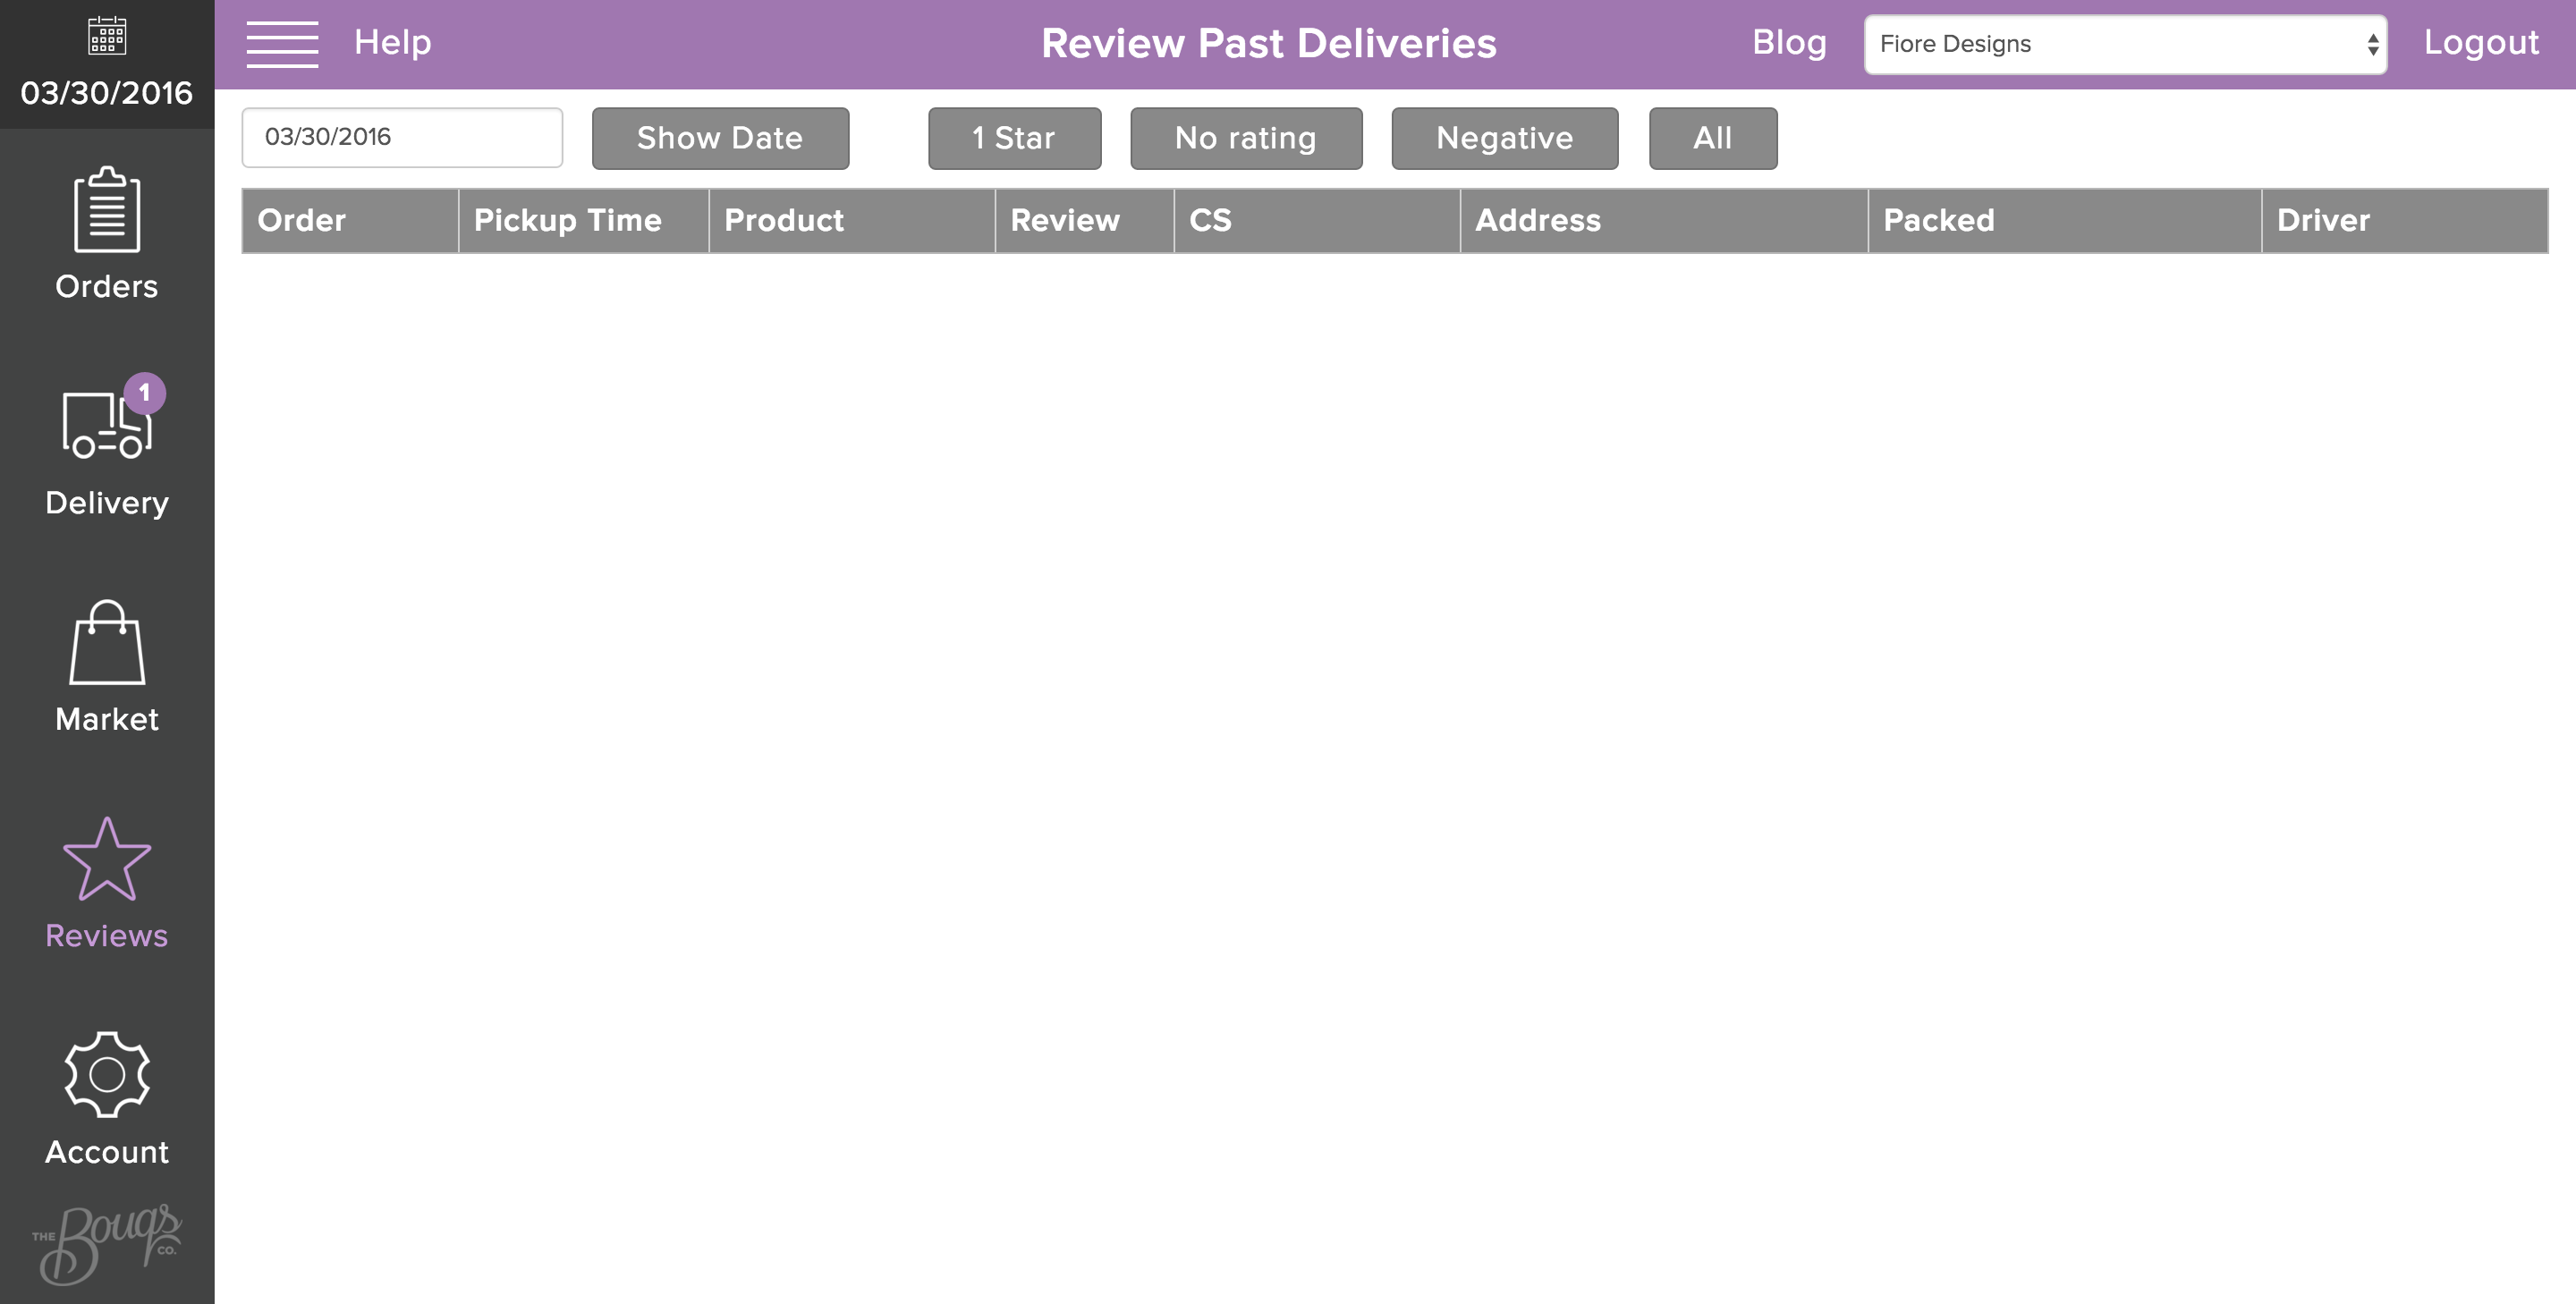 03/30/2016
Help
Review Past Deliveries
Blog
Fiore Designs
Logout
03/30/2016
Show Date
1 Star
No rating
Negative
All
Order
Pickup Time
Product
Review
CS
Address
Packed
Driver
Orders
1
Delivery
Market
Reviews
Account
THE Bouqs CO.